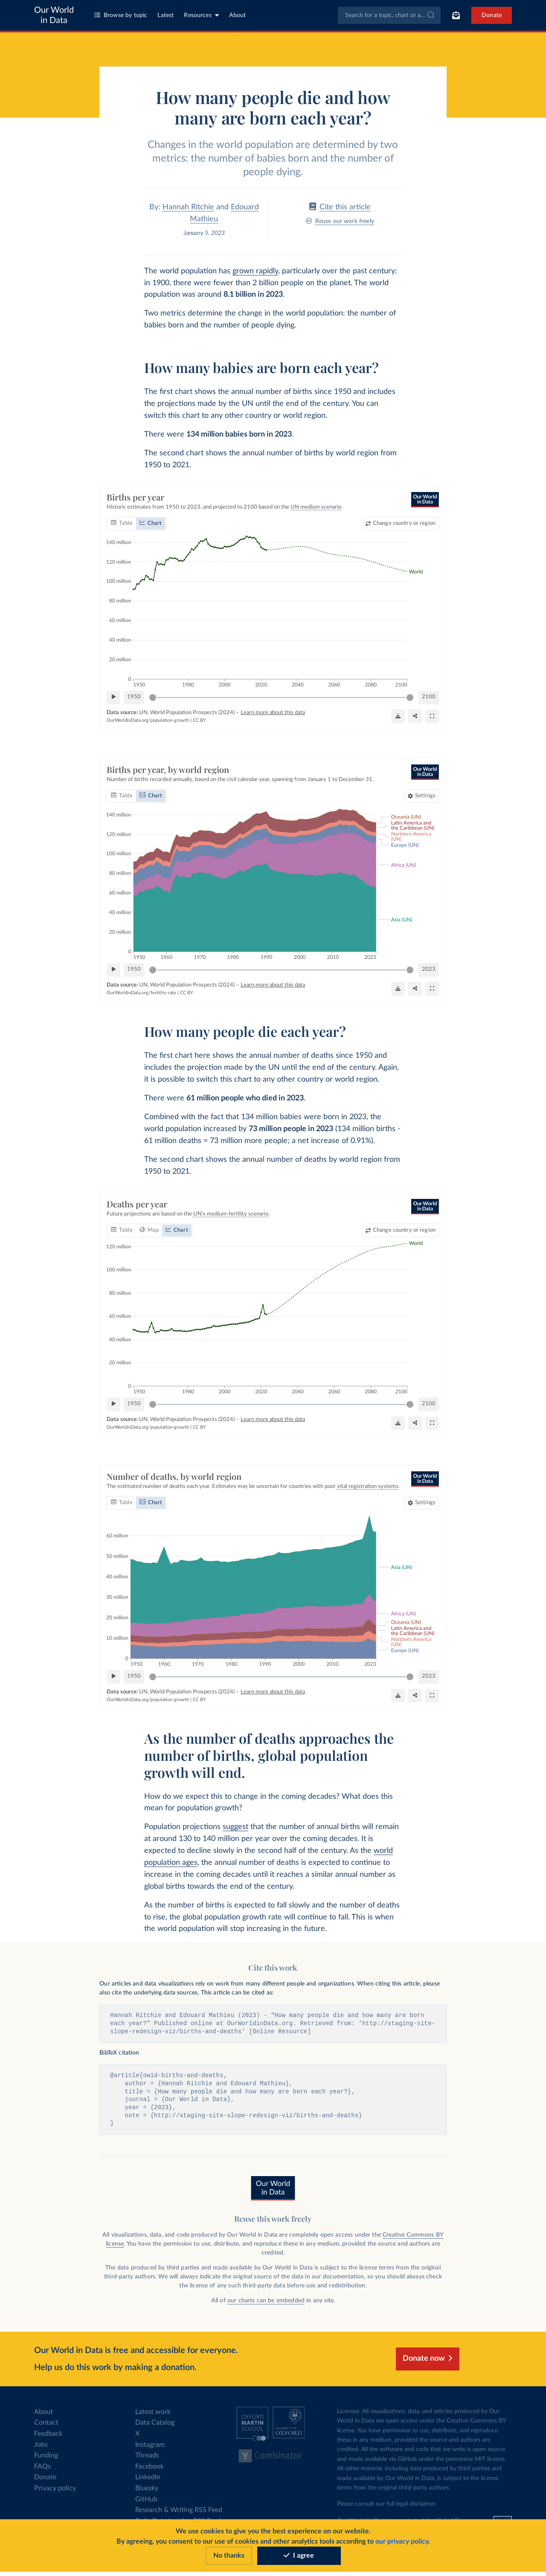 Our World
in Data
Browse by topic
Latest
Resources
About
Search for a topic, chart or a...
Donate
How many people die and how
many are born each year?
Changes in the world population are determined by two
metrics: the number of babies born and the number of
people dying.
By: Hannah Ritchie and Edouard
Mathieu
January 5, 2023
Cite this article
Reuse our work freely
The world population has grown rapidly, particularly over the past century:
in 1900, there were fewer than 2 billion people on the planet. The world
population was around 8.1 billion in 2023.
Two metrics determine the change in the world population: the number of
babies born and the number of people dying.
How many babies are born each year?
The first chart shows the annual number of births since 1950 and includes
the projections made by the UN until the end of the century. You can
switch this chart to any other country or world region.
There were 134 million babies born in 2023.
The second chart shows the annual number of births by world region from
1950 to 2021.
Births per year
Historic estimates from 1950 to 2023, and projected to 2100 based on the UN medium scenario.
Our World
in Data
Table
Chart
Change country or region
140 million
120 million
100 million
80 million
60 million
40 million
20 million
0
World
1950
1980
2000
2020
2040
2060
2080
2100
1950
2100
Data source: UN, World Population Prospects (2024) – Learn more about this data
OurWorldinData.org/population-growth | CC BY
Births per year, by world region
Number of births recorded annually, based on the civil calendar year, spanning from January 1 to December 31.
Our World
in Data
Table
Chart
Settings
140 million
120 million
100 million
80 million
60 million
40 million
20 million
0
Oceania (UN)
Latin America and
the Caribbean (UN)
Northern America
(UN)
Europe (UN)
Africa (UN)
Asia (UN)
1950
1960
1970
1980
1990
2000
2010
2023
1950
2023
Data source: UN, World Population Prospects (2024) – Learn more about this data
OurWorldinData.org/fertility-rate | CC BY
How many people die each year?
The first chart here shows the annual number of deaths since 1950 and
includes the projection made by the UN until the end of the century. Again,
it is possible to switch this chart to any other country or world region.
There were 61 million people who died in 2023.
Combined with the fact that 134 million babies were born in 2023, the
world population increased by 73 million people in 2023 (134 million births -
61 million deaths = 73 million more people; a net increase of 0.91%).
The second chart shows the annual number of deaths by world region from
1950 to 2021.
Deaths per year
Future projections are based on the UN's medium-fertility scenario.
Our World
in Data
Table
Map
Chart
Change country or region
120 million
100 million
80 million
60 million
40 million
20 million
0
World
1950
1980
2000
2020
2040
2060
2080
2100
1950
2100
Data source: UN, World Population Prospects (2024) – Learn more about this data
OurWorldinData.org/population-growth | CC BY
Number of deaths, by world region
The estimated number of deaths each year. Estimates may be uncertain for countries with poor vital registration systems.
Our World
in Data
Table
Chart
Settings
60 million
50 million
40 million
30 million
20 million
10 million
0
Asia (UN)
Africa (UN)
Oceania (UN)
Latin America and
the Caribbean (UN)
Northern America
(UN)
Europe (UN)
1950
1960
1970
1980
1990
2000
2010
2023
1950
2023
Data source: UN, World Population Prospects (2024) – Learn more about this data
OurWorldinData.org/population-growth | CC BY
As the number of deaths approaches the
number of births, global population
growth will end.
How do we expect this to change in the coming decades? What does this
mean for population growth?
Population projections suggest that the number of annual births will remain
at around 130 to 140 million per year over the coming decades. It is
expected to decline slowly in the second half of the century. As the world
population ages, the annual number of deaths is expected to continue to
increase in the coming decades until it reaches a similar annual number as
global births towards the end of the century.
As the number of births is expected to fall slowly and the number of deaths
to rise, the global population growth rate will continue to fall. This is when
the world population will stop increasing in the future.
Cite this work
Our articles and data visualizations rely on work from many different people and organizations. When citing this article, please
also cite the underlying data sources. This article can be cited as:
Hannah Ritchie and Edouard Mathieu (2023) - "How many people die and how many are born
each year?" Published online at OurWorldinData.org. Retrieved from: 'http://staging-site-
slope-redesign-viz/births-and-deaths' [Online Resource]
BibTeX citation
@article{owid-births-and-deaths,
author = {Hannah Ritchie and Edouard Mathieu},
title = {How many people die and how many are born each year?},
journal = {Our World in Data},
year = {2023},
note = {http://staging-site-slope-redesign-viz/births-and-deaths}
}
Our World
in Data
Reuse this work freely
All visualizations, data, and code produced by Our World in Data are completely open access under the Creative Commons BY
license. You have the permission to use, distribute, and reproduce these in any medium, provided the source and authors are
credited.
The data produced by third parties and made available by Our World in Data is subject to the license terms from the original
third-party authors. We will always indicate the original source of the data in our documentation, so you should always check
the license of any such third-party data before use and redistribution.
All of our charts can be embedded in any site.
Our World in Data is free and accessible for everyone.
Help us do this work by making a donation.
Donate now
About
Contact
Feedback
Jobs
Funding
FAQs
Donate
Privacy policy
Latest work
Data Catalog
X
Instagram
Threads
Facebook
LinkedIn
Bluesky
GitHub
Research & Writing RSS Feed
OXFORD
MARTIN
SCHOOL
UNIVERSITY OF
OXFORD
Y Combinator
Licenses: All visualizations, data, and articles produced by Our
World in Data are open access under the Creative Commons BY
license. You have permission to use, distribute, and reproduce
these in any medium, provided the source and authors are
credited. All the software and code that we write is open source
and made available via GitHub under the permissive MIT license.
All other material, including data produced by third parties and
made available by Our World in Data, is subject to the license
terms from the original third-party authors.
Please consult our full legal disclaimer.
We use cookies to give you the best experience on our website.
By agreeing, you consent to our use of cookies and other analytics tools according to our privacy policy.
No thanks
I agree